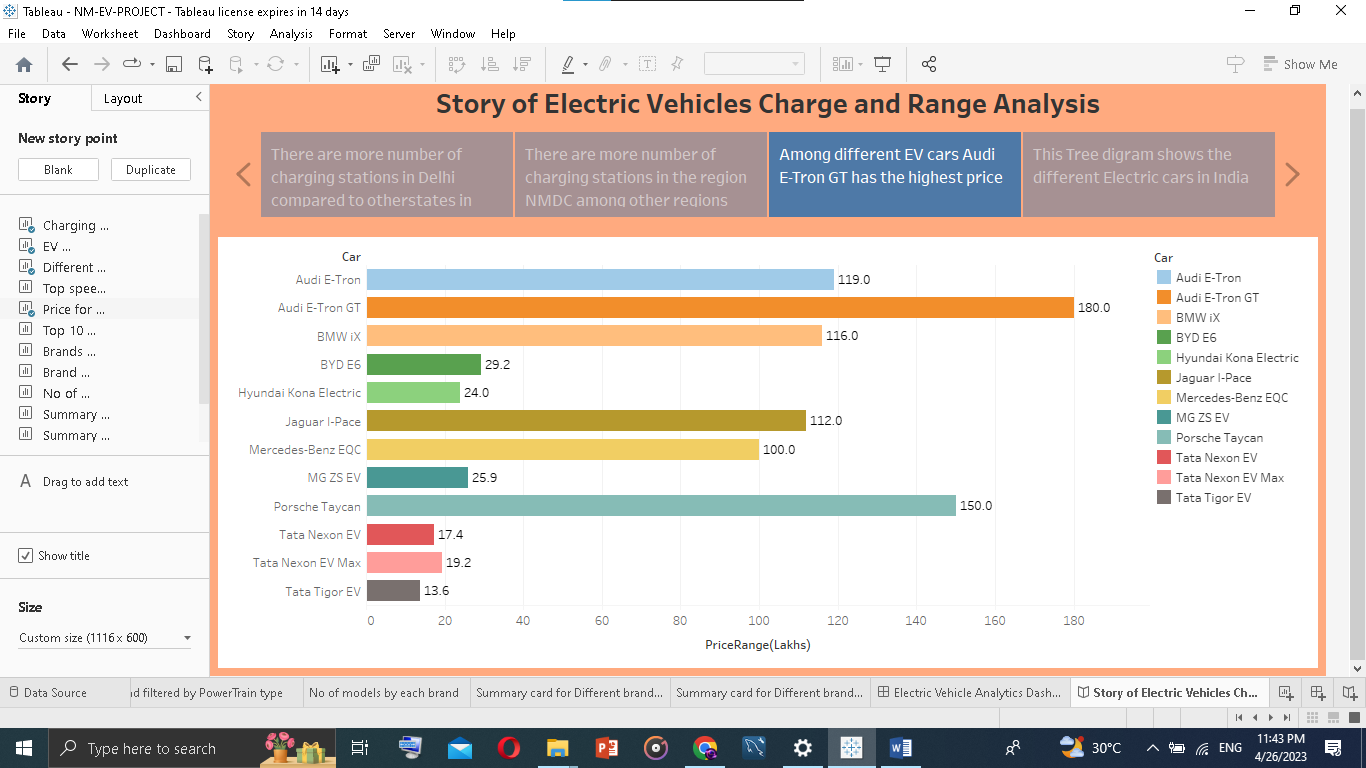 Tableau - NM-EV-PROJECT - Tableau license expires in 14 days
File Data Worksheet Dashboard Story Analysis Format Server Window Help
Show Me
Story Layout
New story point
Blank Duplicate
Charging ...
EV ...
Different ...
Top spee...
Price for ...
Top 10 ...
Brands ...
Brand ...
No of ...
Summary ...
Summary ...
A Drag to add text
Show title
Size
Custom size (1116 x 600)
Story of Electric Vehicles Charge and Range Analysis
There are more number of
charging stations in Delhi
compared to otherstates in
There are more number of
charging stations in the region
NMDC among other regions
Among different EV cars Audi
E-Tron GT has the highest price
This Tree digram shows the
different Electric cars in India
Car
Audi E-Tron 119.0
Audi E-Tron GT 180.0
BMW iX 116.0
BYD E6 29.2
Hyundai Kona Electric 24.0
Jaguar I-Pace 112.0
Mercedes-Benz EQC 100.0
MG ZS EV 25.9
Porsche Taycan 150.0
Tata Nexon EV 17.4
Tata Nexon EV Max 19.2
Tata Tigor EV 13.6
0 20 40 60 80 100 120 140 160 180
PriceRange(Lakhs)
Car
Audi E-Tron
Audi E-Tron GT
BMW iX
BYD E6
Hyundai Kona Electric
Jaguar I-Pace
Mercedes-Benz EQC
MG ZS EV
Porsche Taycan
Tata Nexon EV
Tata Nexon EV Max
Tata Tigor EV
Data Source filtered by PowerTrain type No of models by each brand Summary card for Different brand... Summary card for Different brand... Electric Vehicle Analytics Dash... Story of Electric Vehicles Ch...
Type here to search
30°C ENG
11:43 PM
4/26/2023